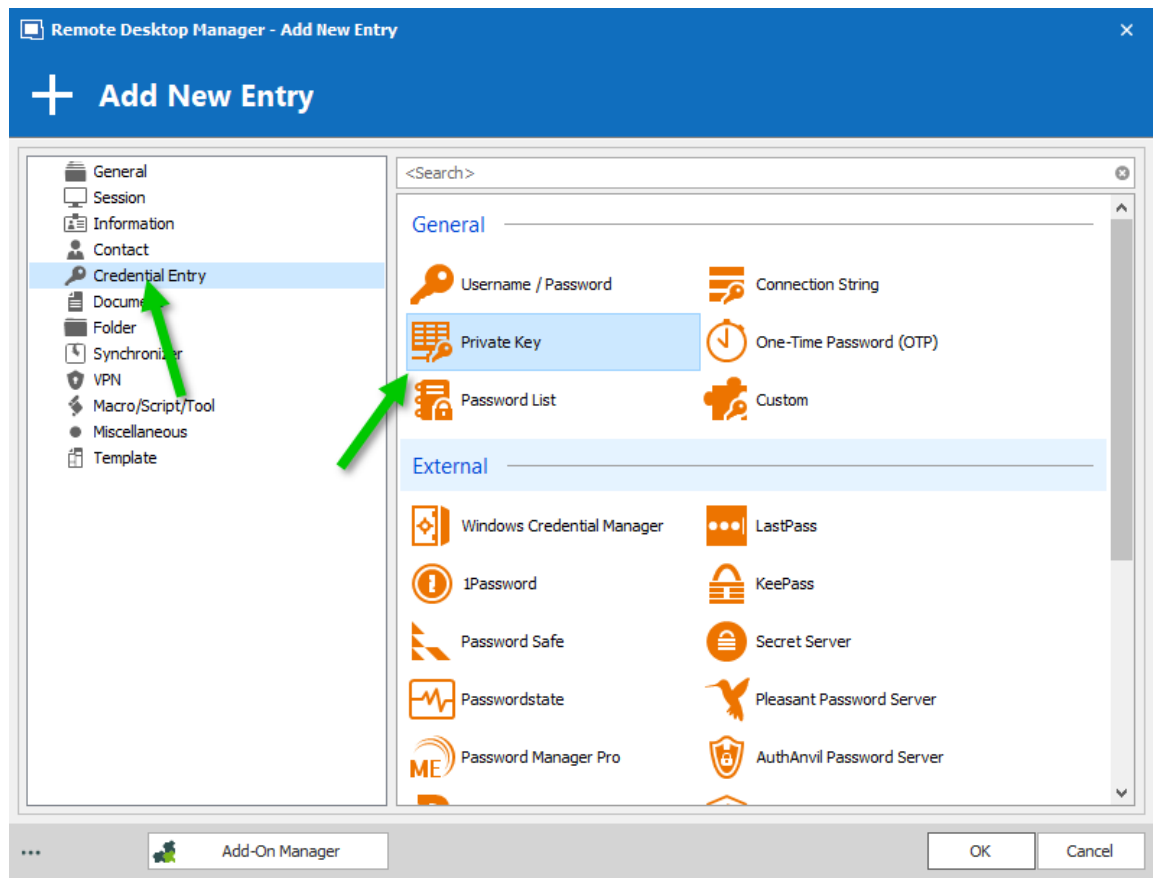 Remote Desktop Manager - Add New Entry
Add New Entry
General
Session
Information
Contact
Credential Entry
Folder
Synchronizer
VPN
Macro/Script/Tool
Miscellaneous
Template
<Search>
General
Username / Password
Connection String
Private Key
One-Time Password (OTP)
Password List
Custom
External
Windows Credential Manager
LastPass
1Password
KeePass
Password Safe
Secret Server
Passwordstate
Pleasant Password Server
ME
Password Manager Pro
AuthAnvil Password Server
Add-On Manager
OK
Cancel